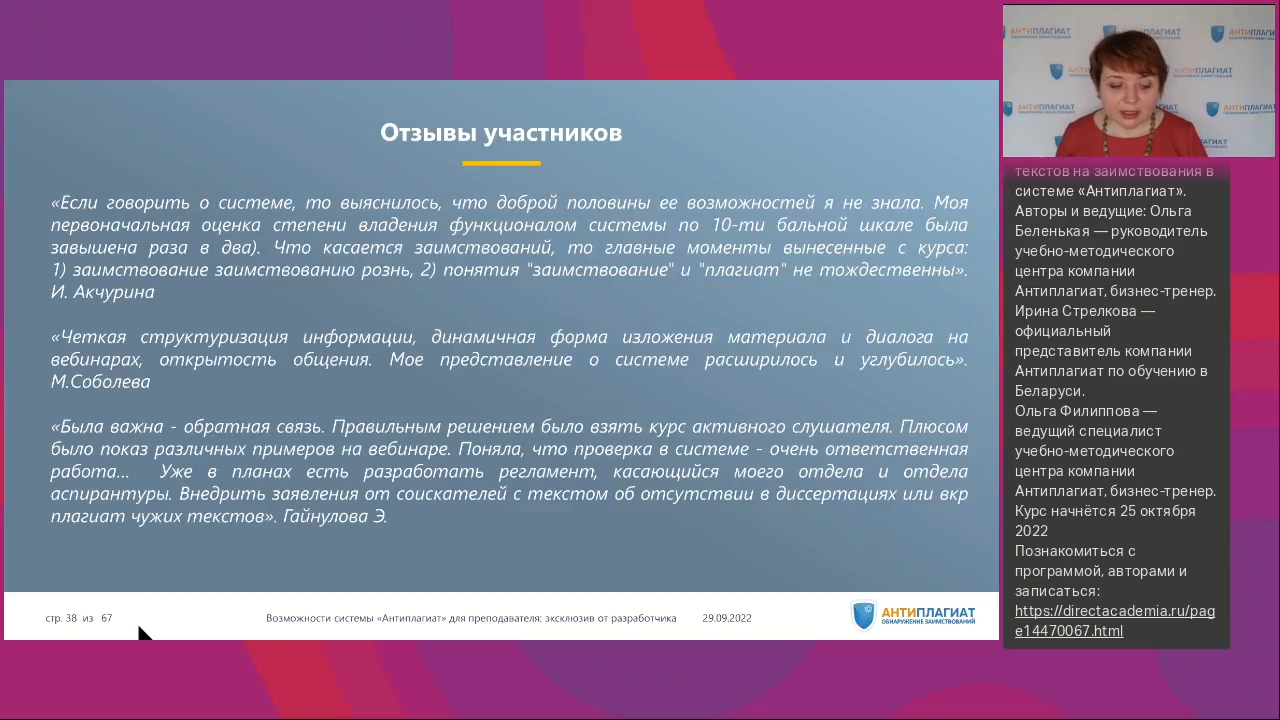 Отзывы участников
«Если говорить о системе, то выяснилось, что доброй половины ее возможностей я не знала. Моя
первоначальная оценка степени владения функционалом системы по 10-ти бальной шкале была
завышена раза в два). Что касается заимствований, то главные моменты вынесенные с курса:
1) заимствование заимствованию рознь, 2) понятия "заимствование" и "плагиат" не тождественны».
И. Акчурина
«Четкая структуризация информации, динамичная форма изложения материала и диалога на
вебинарах, открытость общения. Мое представление о системе расширилось и углубилось».
М.Соболева
«Была важна - обратная связь. Правильным решением было взять курс активного слушателя. Плюсом
было показ различных примеров на вебинаре. Поняла, что проверка в системе - очень ответственная
работа... Уже в планах есть разработать регламент, касающийся моего отдела и отдела
аспирантуры. Внедрить заявления от соискателей с текстом об отсутствии в диссертациях или вкр
плагиат чужих текстов». Гайнулова Э.
стр. 38 из 67
Возможности системы «Антиплагиат» для преподавателя: эксклюзив от разработчика
29.09.2022
АНТИПЛАГИАТ
ОБНАРУЖЕНИЕ ЗАИМСТВОВАНИЙ
АНТИПЛАГИАТ
АНТИПЛАГИАТ
текстов на заимствования в
системе «Антиплагиат».
Авторы и ведущие: Ольга
Беленькая — руководитель
учебно-методического
центра компании
Антиплагиат, бизнес-тренер.
Ирина Стрелкова —
официальный
представитель компании
Антиплагиат по обучению в
Беларуси.
Ольга Филиппова —
ведущий специалист
учебно-методического
центра компании
Антиплагиат, бизнес-тренер.
Курс начнётся 25 октября
2022
Познакомиться с
программой, авторами и
записаться:
https://directacademia.ru/pag
e14470067.html